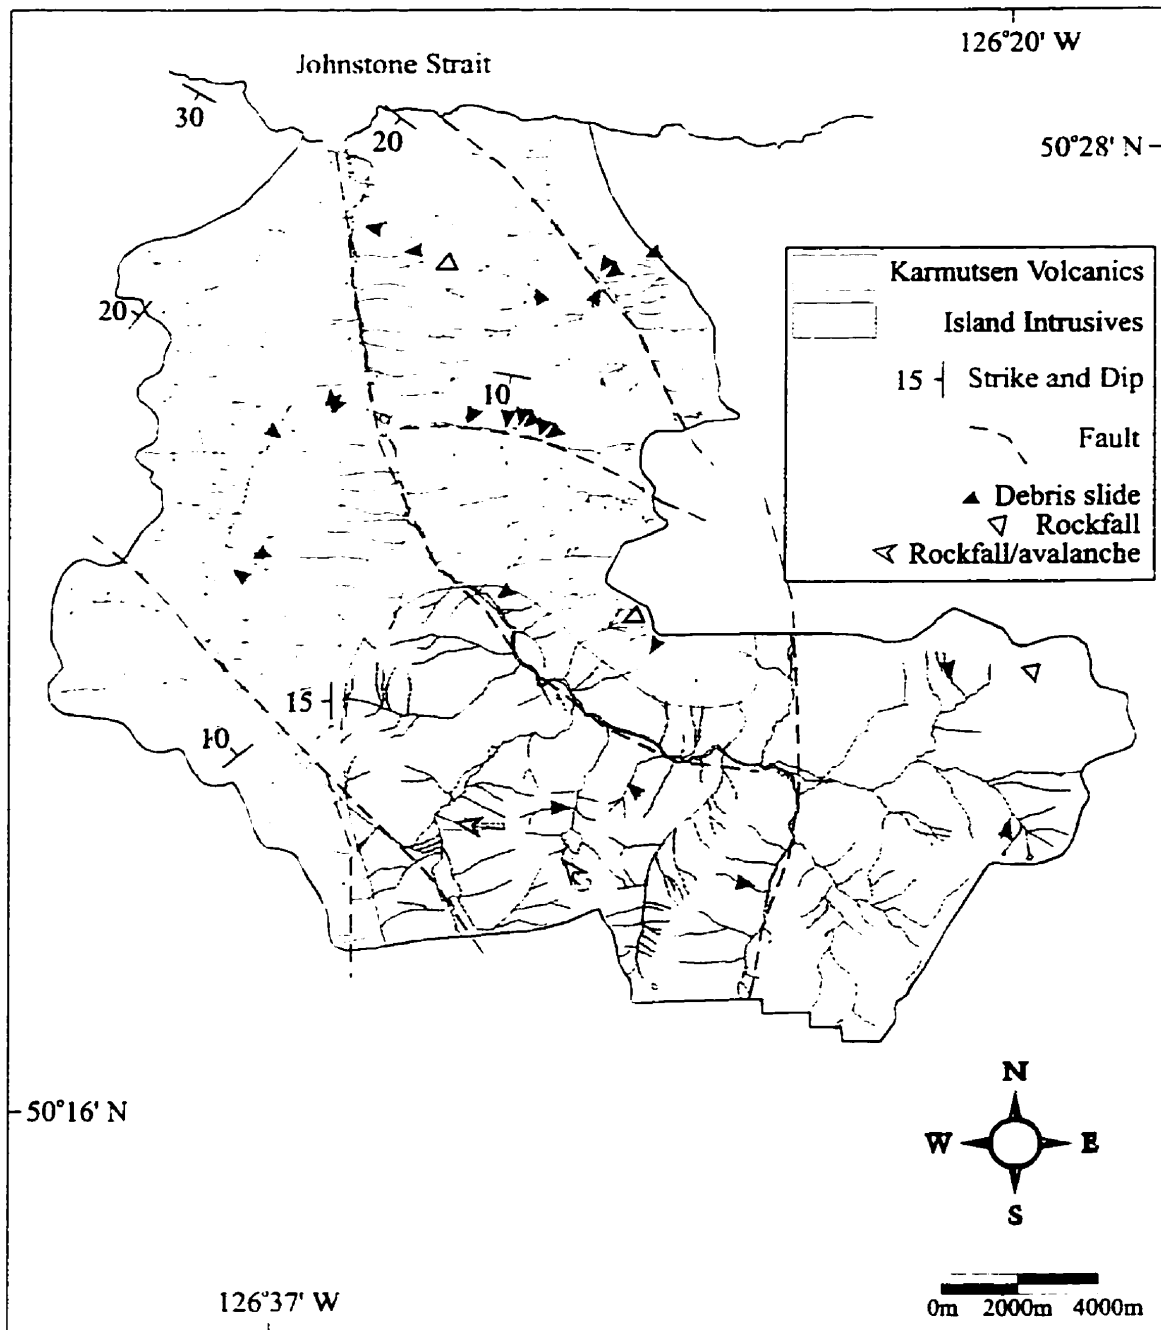 126°20' W
Johnstone Strait
30
20
50°28' N
Karmutsen Volcanics
Island Intrusives
15 Strike and Dip
Fault
Debris slide
Rockfall
Rockfall/avalanche
20
10
15
10
50°16' N
N
W E
S
126°37' W
0m 2000m 4000m